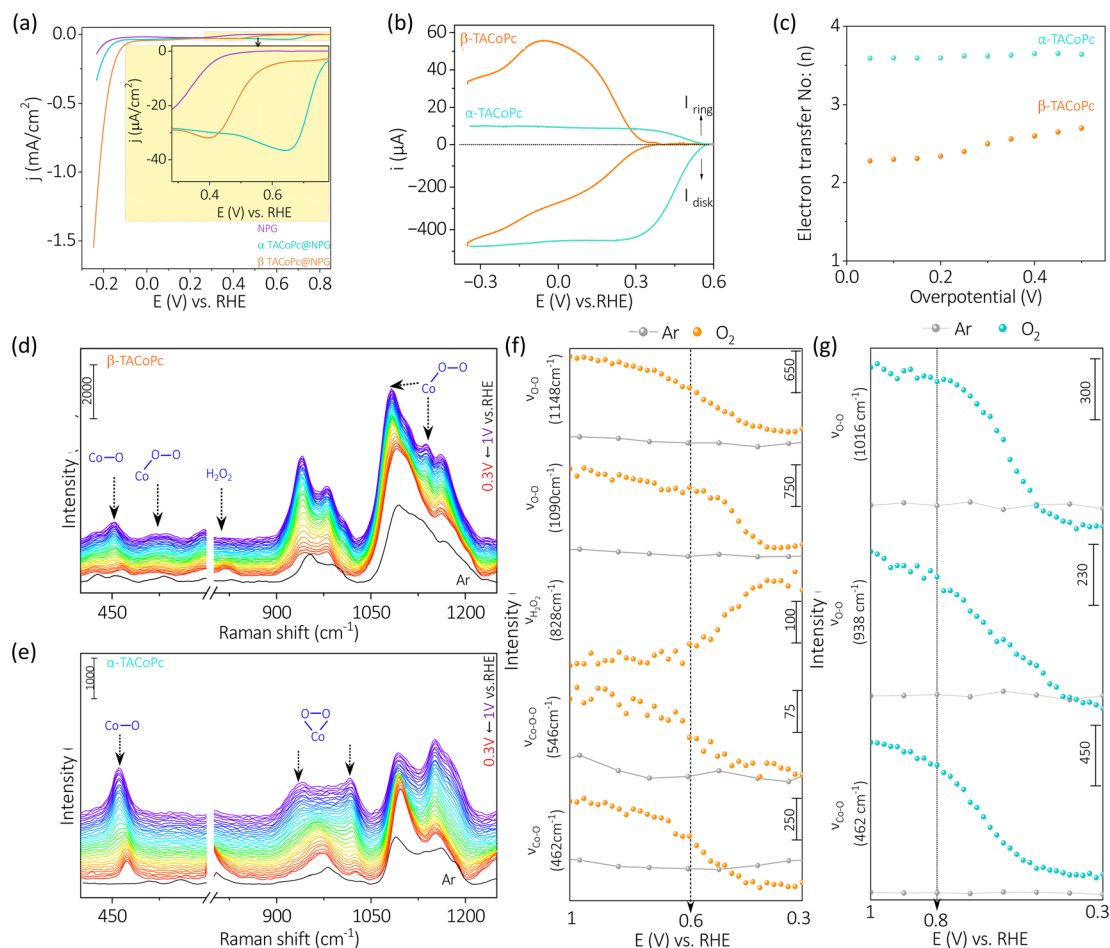 (a)
0.0
-0.5
-1.0
-1.5
j (mA/cm²)
-0.2
0.0
0.2
0.4
0.6
0.8
E (V) vs. RHE
0
-20
-40
j (µA/cm²)
0.4
0.6
E (V) vs. RHE
NPG
α TACoPc@NPG
β TACoPc@NPG
(b)
60
40
20
0
−200
−400
i (µA)
β-TACoPc
α-TACoPc
I ring
I disk
−0.3
0.0
0.3
0.6
E (V) vs.RHE)
(c)
4
3
2
1
Electron transfer No: (n)
α-TACoPc
β-TACoPc
0.0
0.2
0.4
Overpotential (V)
(d)
β-TACoPc
2000
Intensity (
Co–O
O–O
Co
H₂O₂
O–O
Co
0.3V ←1V vs.RHE
Ar
450
900
1050
1200
Raman shift (cm⁻¹)
(e)
α-TACoPc
1000
Intensity (
Co–O
O–O
Co
0.3V ←1V vs.RHE
Ar
450
900
1050
1200
Raman shift (cm⁻¹)
(f)
Ar
O₂
ν O-O
(1148cm⁻¹)
650
ν O-O
(1090cm⁻¹)
750
ν H₂O₂
(828cm⁻¹)
100
ν Co-O-O
(546cm⁻¹)
75
ν Co-O
(462cm⁻¹)
250
Intensity (
1
0.6
0.3
E (V) vs. RHE
(g)
Ar
O₂
ν O-O
(1016 cm⁻¹)
300
ν O-O
(938 cm⁻¹)
230
ν Co-O
(462 cm⁻¹)
450
Intensity (
1
0.8
0.3
E (V) vs. RHE